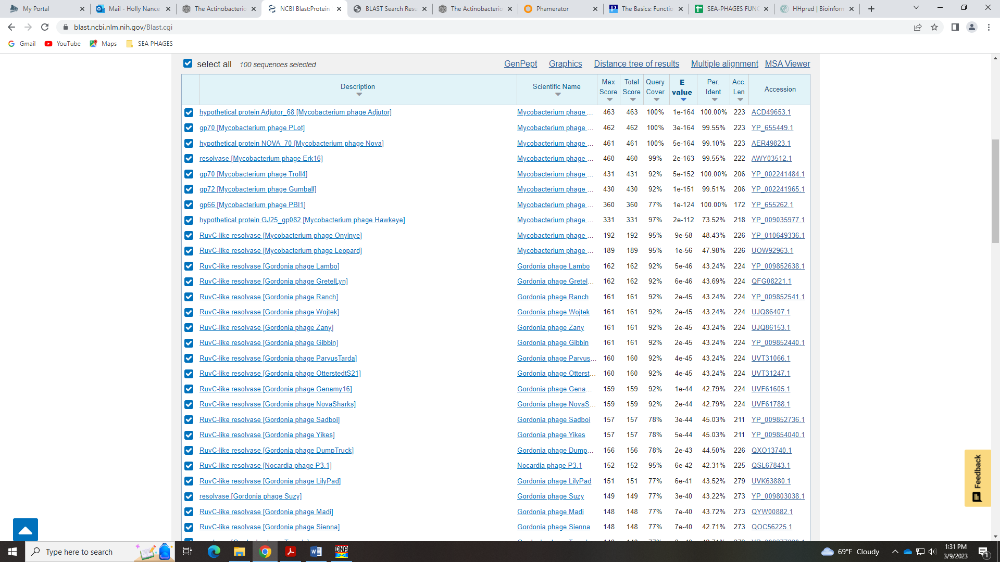 My Portal
Mail - Holly Nance
The Actinobacterio
NCBI Blast:Protein
BLAST Search Resu
The Actinobacterio
Phamerator
The Basics: Functio
SEA-PHAGES FUNC
HHpred | Bioinform
blast.ncbi.nlm.nih.gov/Blast.cgi
Gmail YouTube Maps SEA PHAGES
select all 100 sequences selected GenPept Graphics Distance tree of results Multiple alignment MSA Viewer
Description Scientific Name Max Score Total Score Query Cover E value Per. Ident Acc. Len Accession
hypothetical protein Adjutor_68 [Mycobacterium phage Adjutor] Mycobacterium phage ... 463 463 100% 1e-164 100.00% 223 ACD49653.1
gp70 [Mycobacterium phage PLot] Mycobacterium phage ... 462 462 100% 3e-164 99.55% 223 YP_655449.1
hypothetical protein NOVA_70 [Mycobacterium phage Nova] Mycobacterium phage ... 461 461 100% 5e-164 99.10% 223 AER49823.1
resolvase [Mycobacterium phage Erk16] Mycobacterium phage ... 460 460 99% 2e-163 99.55% 222 AWY03512.1
gp70 [Mycobacterium phage Troll4] Mycobacterium phage ... 431 431 92% 5e-152 100.00% 206 YP_002241484.1
gp72 [Mycobacterium phage Gumball] Mycobacterium phage ... 430 430 92% 1e-151 99.51% 206 YP_002241965.1
gp66 [Mycobacterium phage PBI1] Mycobacterium phage ... 360 360 77% 1e-124 100.00% 172 YP_655262.1
hypothetical protein GJ25_gp082 [Mycobacterium phage Hawkeye] Mycobacterium phage ... 331 331 97% 2e-112 73.52% 218 YP_009035977.1
RuvC-like resolvase [Mycobacterium phage Onyinye] Mycobacterium phage ... 192 192 95% 9e-58 48.43% 226 YP_010649336.1
RuvC-like resolvase [Mycobacterium phage Leopard] Mycobacterium phage ... 189 189 95% 1e-56 47.98% 226 UOW92963.1
RuvC-like resolvase [Gordonia phage Lambo] Gordonia phage Lambo 162 162 92% 5e-46 43.24% 224 YP_009852638.1
RuvC-like resolvase [Gordonia phage GretelLyn] Gordonia phage Gretel... 162 162 92% 6e-46 43.69% 224 QFG08221.1
RuvC-like resolvase [Gordonia phage Ranch] Gordonia phage Ranch 161 161 92% 2e-45 43.24% 224 YP_009852541.1
RuvC-like resolvase [Gordonia phage Wojtek] Gordonia phage Wojtek 161 161 92% 2e-45 43.24% 224 UJQ86407.1
RuvC-like resolvase [Gordonia phage Zany] Gordonia phage Zany 161 161 92% 2e-45 43.24% 224 UJQ86153.1
RuvC-like resolvase [Gordonia phage Gibbin] Gordonia phage Gibbin 161 161 92% 2e-45 43.24% 224 YP_009852440.1
RuvC-like resolvase [Gordonia phage ParvusTarda] Gordonia phage Parvus... 160 160 92% 4e-45 43.24% 224 UVT31066.1
RuvC-like resolvase [Gordonia phage OtterstedtS21] Gordonia phage Otterst... 160 160 92% 4e-45 43.24% 224 UVT31247.1
RuvC-like resolvase [Gordonia phage Genamy16] Gordonia phage Gena... 159 159 92% 1e-44 42.79% 224 UVF61605.1
RuvC-like resolvase [Gordonia phage NovaSharks] Gordonia phage NovaS... 159 159 92% 2e-44 42.79% 224 UVF61788.1
RuvC-like resolvase [Gordonia phage Sadboi] Gordonia phage Sadboi 157 157 78% 3e-44 45.03% 211 YP_009852736.1
RuvC-like resolvase [Gordonia phage Yikes] Gordonia phage Yikes 157 157 78% 5e-44 45.03% 211 YP_009854040.1
RuvC-like resolvase [Gordonia phage DumpTruck] Gordonia phage Dump... 156 156 78% 2e-43 44.50% 226 QXO13740.1
RuvC-like resolvase [Nocardia phage P3.1] Nocardia phage P3.1 152 152 95% 6e-42 42.31% 225 QSL67843.1
RuvC-like resolvase [Gordonia phage LilyPad] Gordonia phage LilyPad 151 151 77% 6e-41 43.52% 279 UVK63880.1
resolvase [Gordonia phage Suzy] Gordonia phage Suzy 149 149 77% 3e-40 43.22% 273 YP_009803038.1
RuvC-like resolvase [Gordonia phage Madi] Gordonia phage Madi 148 148 77% 7e-40 43.72% 273 QYW00882.1
RuvC-like resolvase [Gordonia phage Sienna] Gordonia phage Sienna 148 148 77% 7e-40 42.71% 273 QOC56225.1
Feedback
Type here to search
DNA
69°F Cloudy
1:31 PM
3/9/2023
1